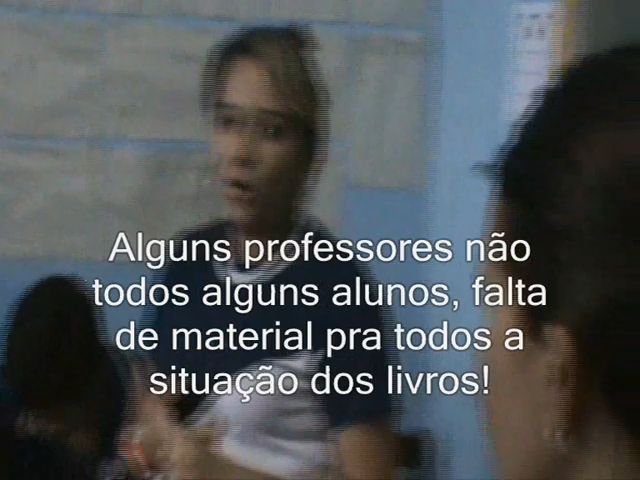 Alguns professores não
todos alguns alunos, falta
de material pra todos a
situação dos livros!